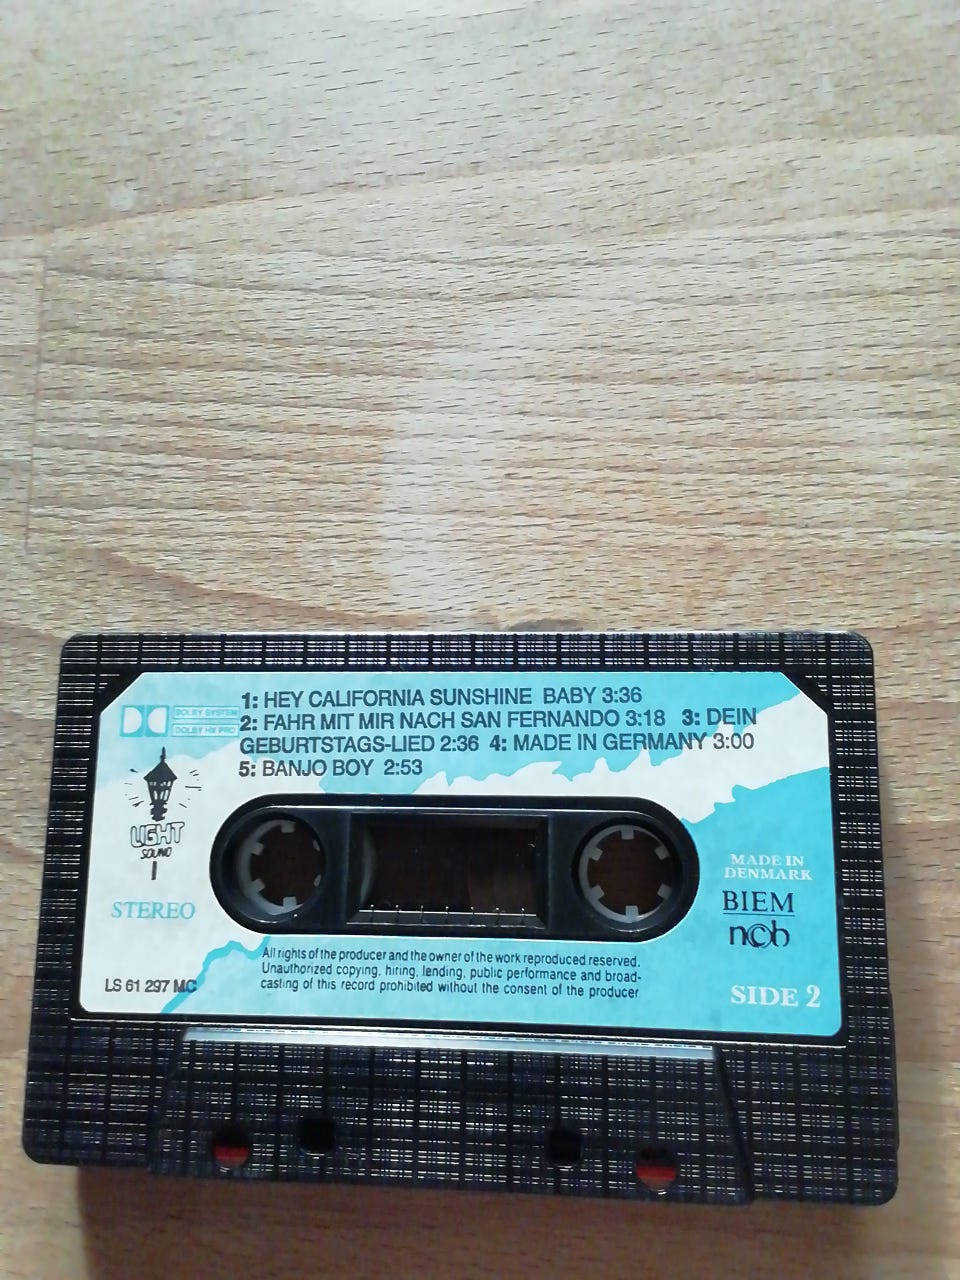 1: HEY CALIFORNIA SUNSHINE BABY 3:36
2: FAHR MIT MIR NACH SAN FERNANDO 3:18 3: DEIN
GEBURTSTAGS-LIED 2:36 4: MADE IN GERMANY 3:00
5: BANJO BOY 2:53
DOLBY SYSTEM
DOLBY HX PRO
LIGHT
SOUND
STEREO
LS 61 297 MC
MADE IN
DENMARK
BIEM
ncb
SIDE 2
All rights of the producer and the owner of the work reproduced reserved.
Unauthorized copying, hiring, lending, public performance and broad-
casting of this record prohibited without the consent of the producer